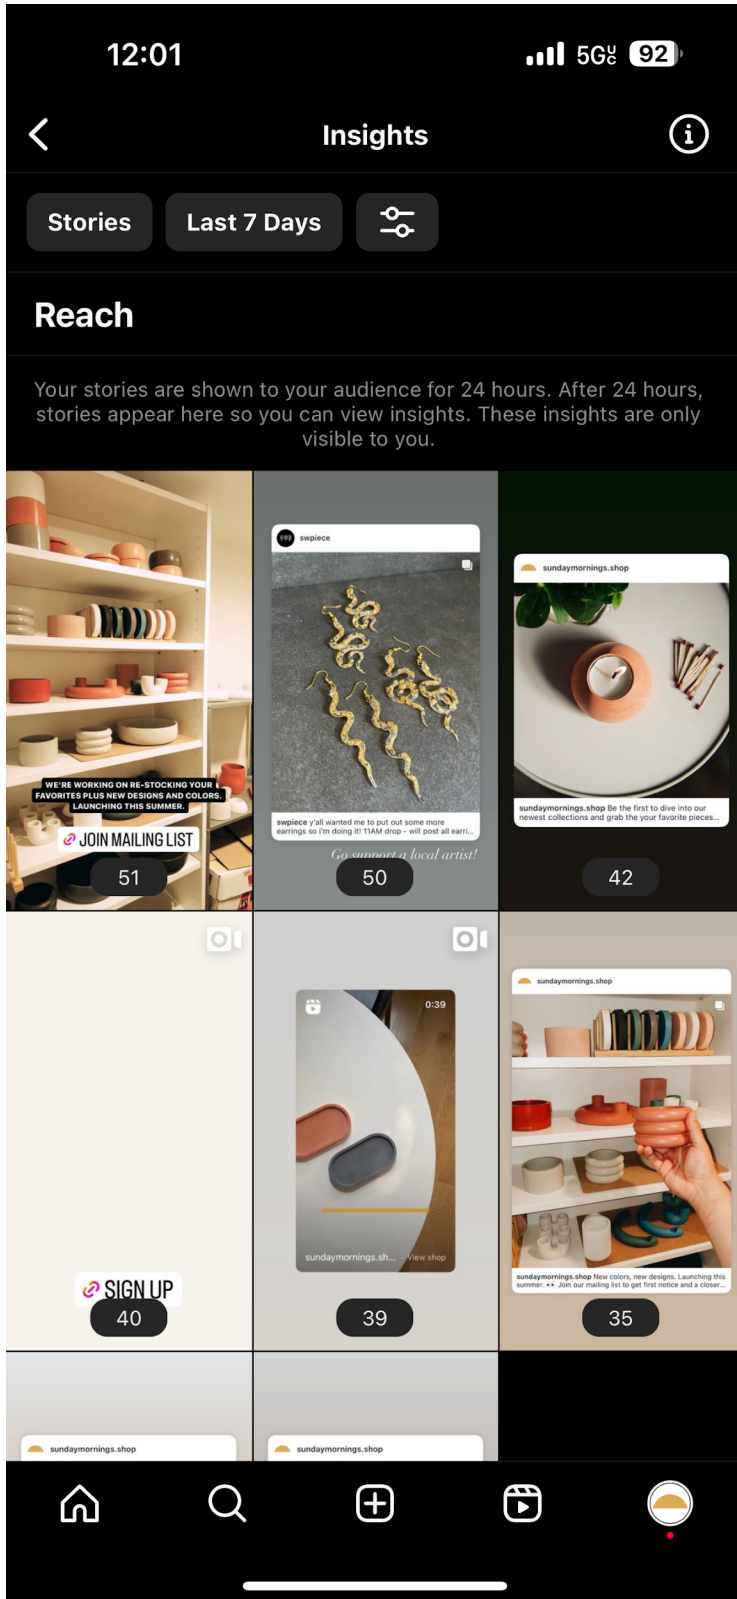 12:01
5G UC
92
Insights
Stories
Last 7 Days
Reach
Your stories are shown to your audience for 24 hours. After 24 hours,
stories appear here so you can view insights. These insights are only
visible to you.
WE'RE WORKING ON RE-STOCKING YOUR
FAVORITES PLUS NEW DESIGNS AND COLORS.
LAUNCHING THIS SUMMER.
JOIN MAILING LIST
51
swp
swpiece
swpiece y'all wanted me to put out some more
earrings so i'm doing it! 11AM drop - will post all earri...
Go support a local artist!
50
sundaymornings.shop
sundaymornings.shop Be the first to dive into our
newest collections and grab the your favorite pieces...
42
SIGN UP
40
0:39
sundaymornings.sh... · View shop
39
sundaymornings.shop
sundaymornings.shop New colors, new designs. Launching this
summer. 👀 Join our mailing list to get first notice and a closer...
35
sundaymornings.shop
sundaymornings.shop